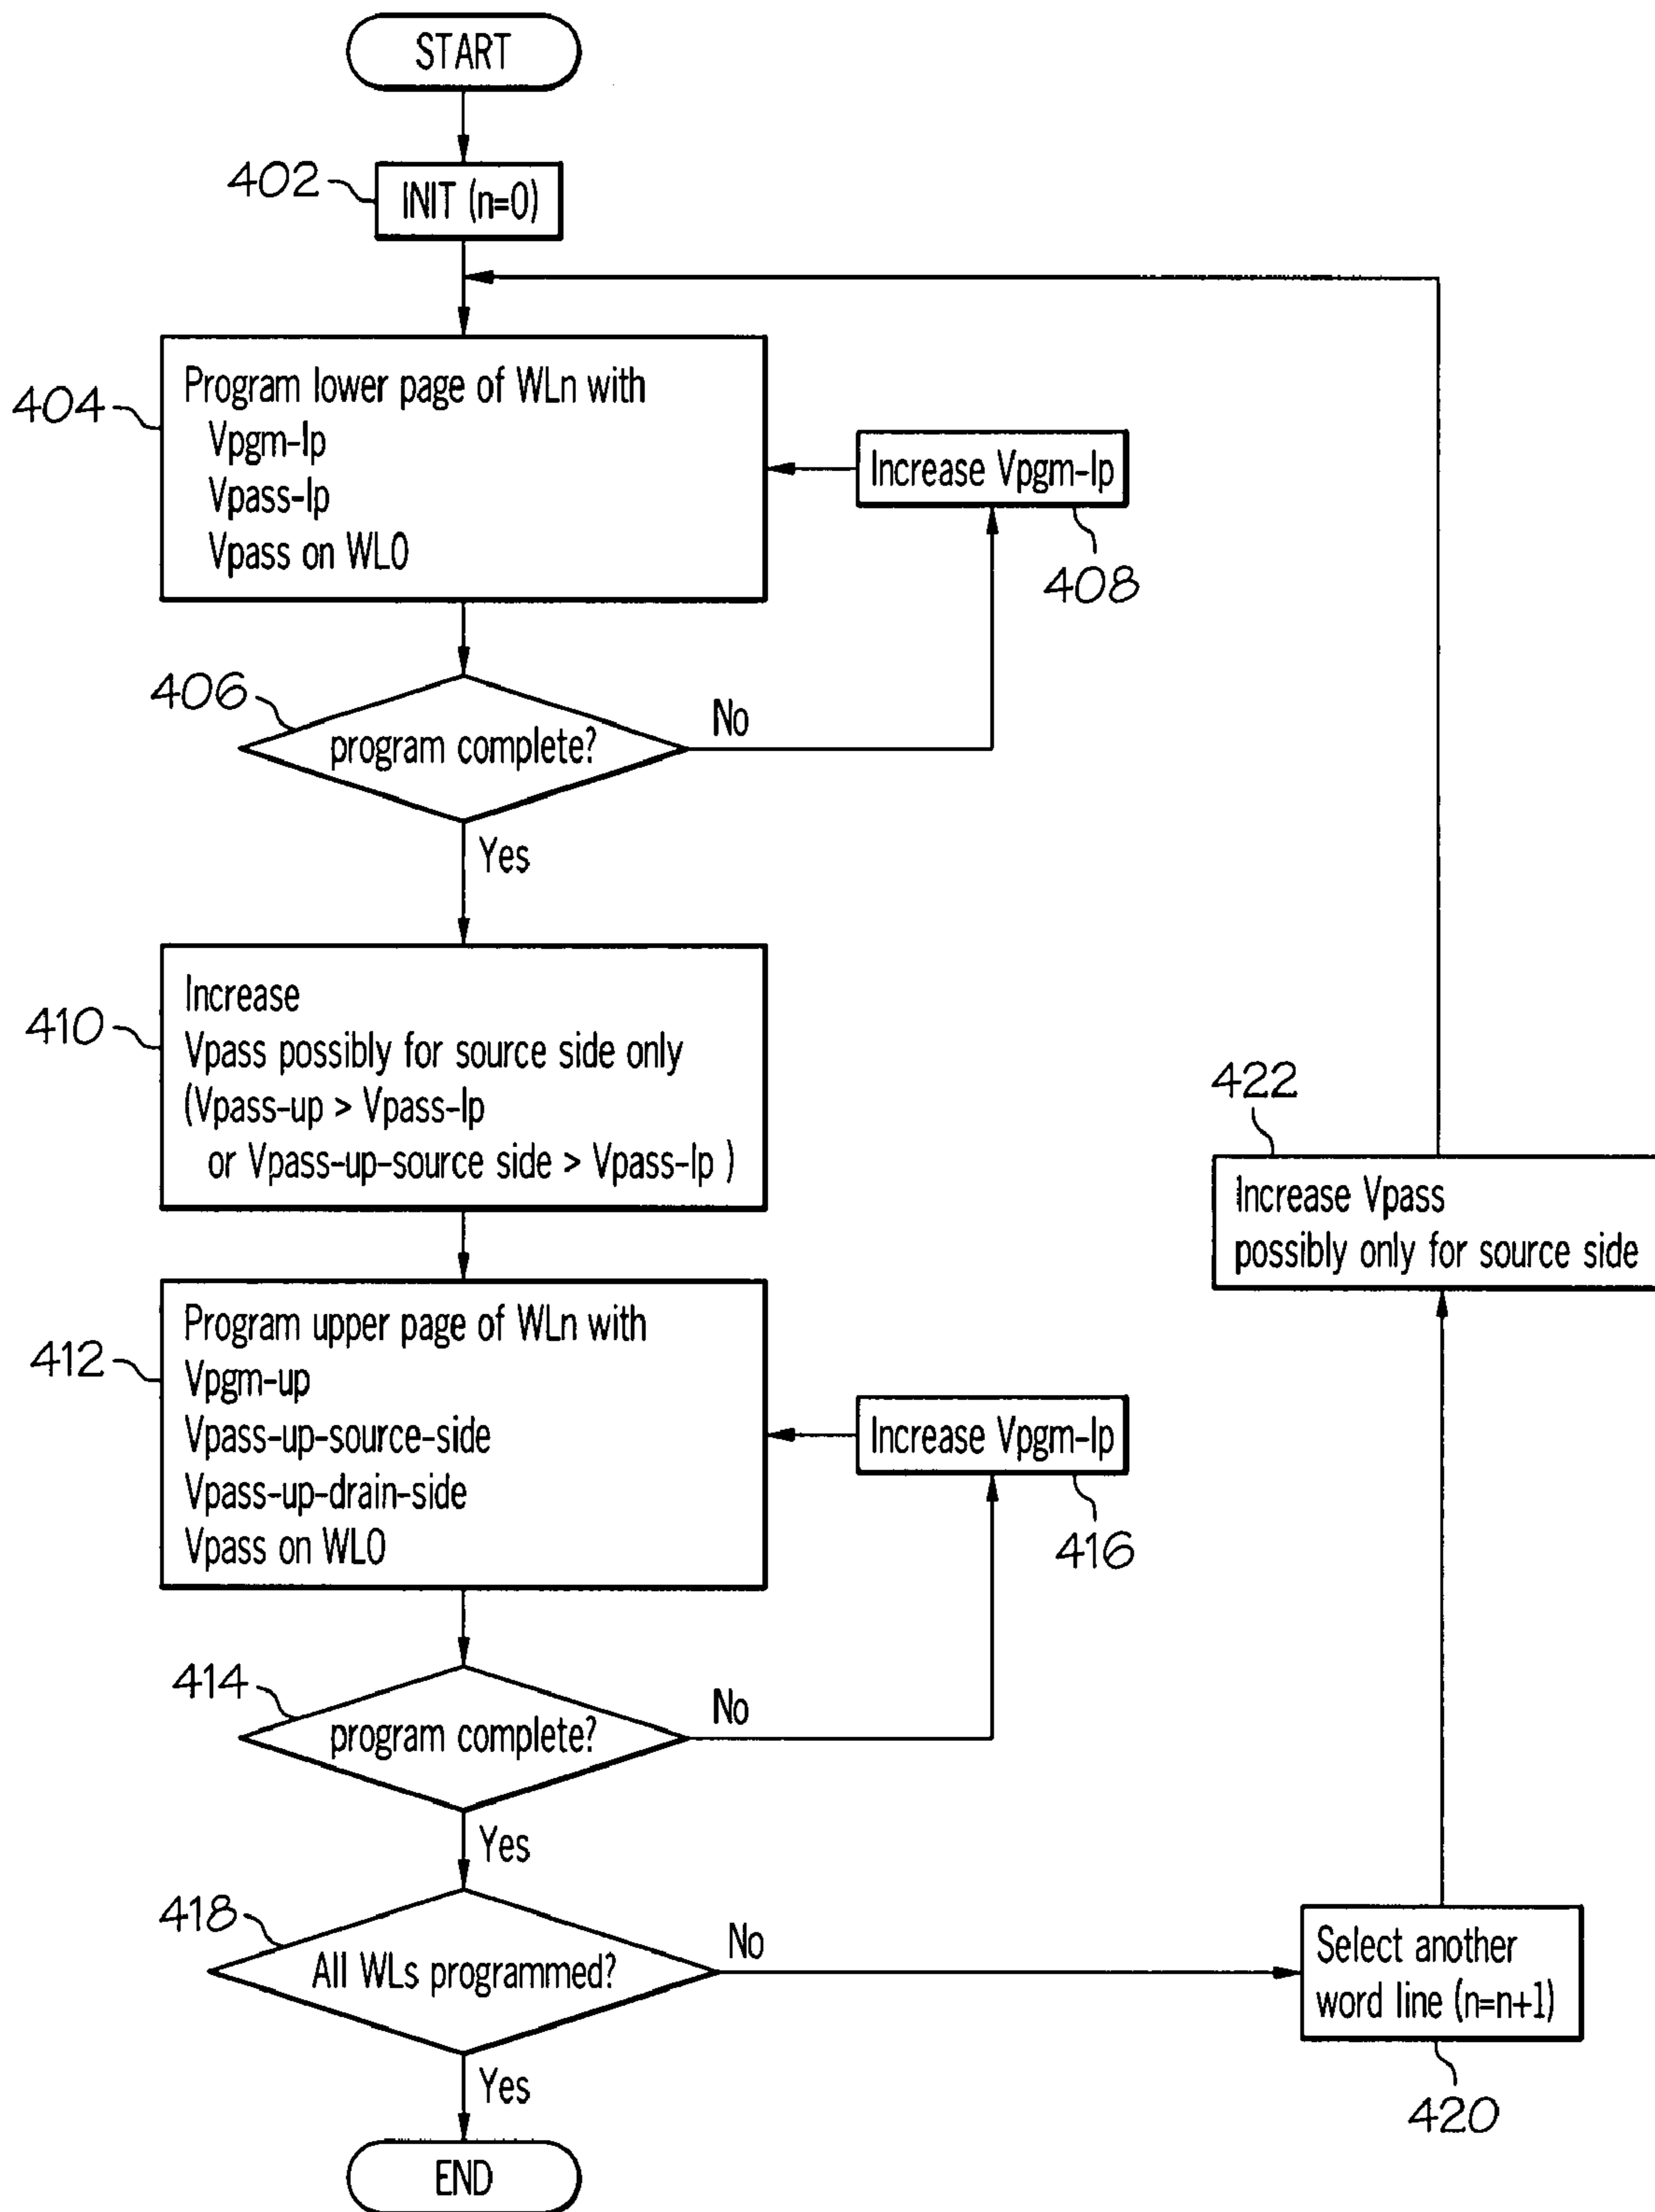 START
402
INIT (n=0)
404
Program lower page of WLn with
Vpgm-lp
Vpass-lp
Vpass on WL0
Increase Vpgm-lp
408
406
program complete?
No
Yes
410
Increase
Vpass possibly for source side only
(Vpass-up > Vpass-lp
or Vpass-up-source side > Vpass-lp )
422
Increase Vpass
possibly only for source side
412
Program upper page of WLn with
Vpgm-up
Vpass-up-source-side
Vpass-up-drain-side
Vpass on WL0
Increase Vpgm-lp
416
414
program complete?
No
Yes
418
All WLs programmed?
No
Select another
word line (n=n+1)
420
Yes
END